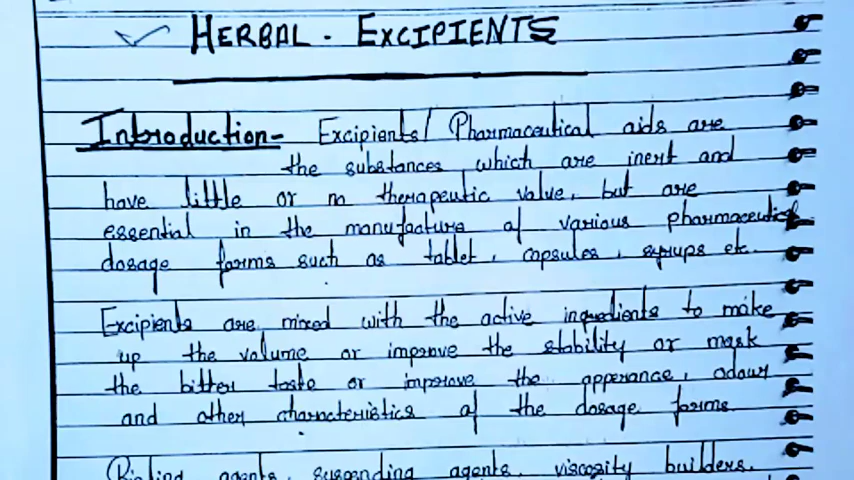 HERBAL - EXCIPIENTS
Introduction- Excipients/ Pharmaceutical aids are
the substances which are inert and
have little or no therapeutic value, but are
essential in the manufacture of various pharmaceutical
dosage forms such as tablet, capsules, syrups etc.
Excipients are mixed with the active ingredients to make
up the volume or improve the stability or mask
the bitter taste or improve the apperance, odour
and other characteristics of the dosage forms.
Binding agents, suspending agents, viscosity builders.